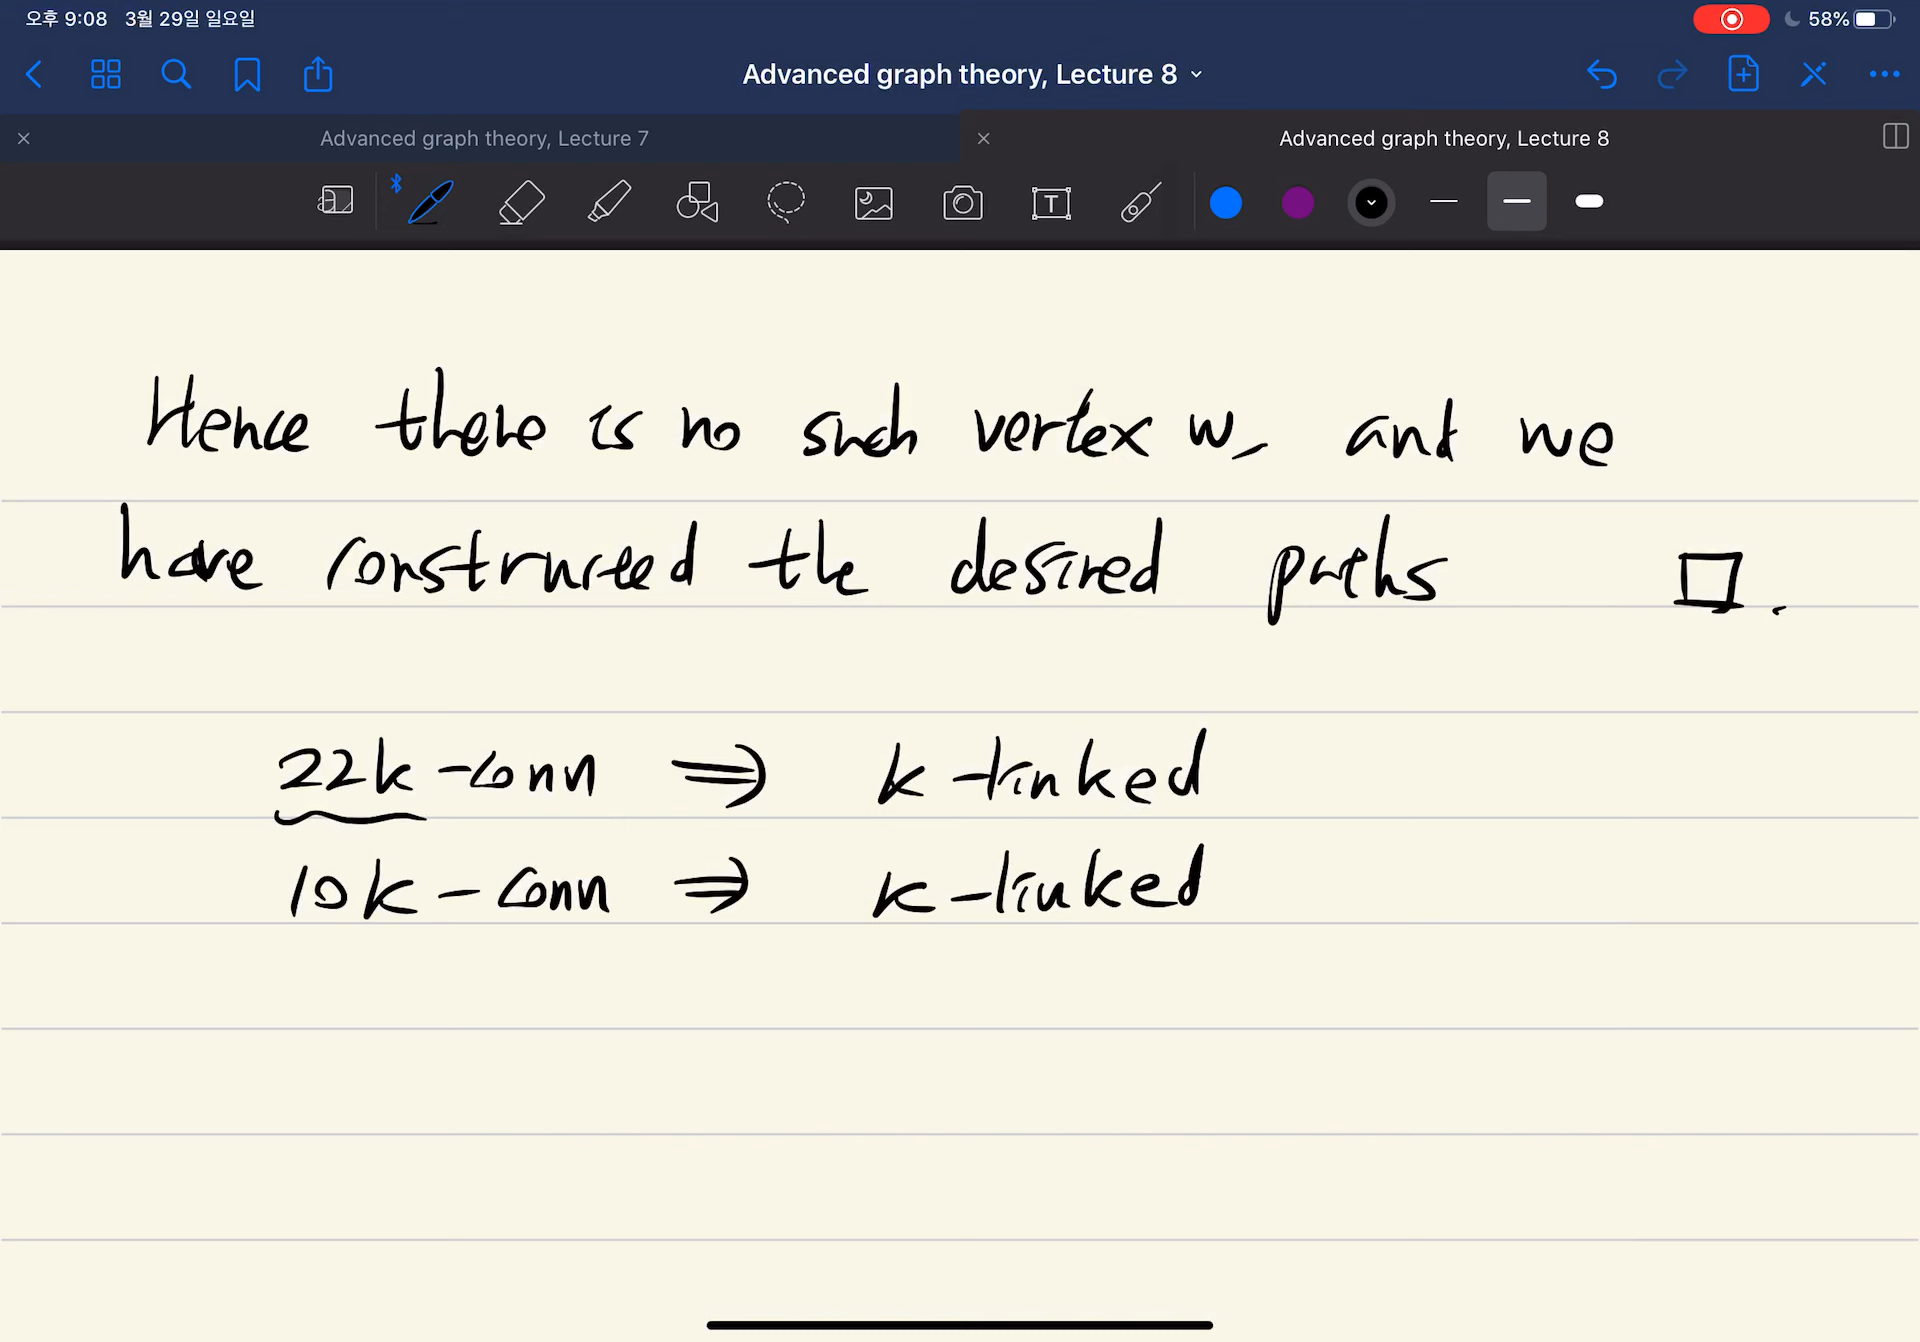 오후 9:08 3월 29일 일요일 58%
Advanced graph theory, Lecture 8
Advanced graph theory, Lecture 7 Advanced graph theory, Lecture 8
Hence there is no such vertex w, and we
have constructed the desired paths □.
22k-conn ⇒ k-linked
10k-conn ⇒ k-linked